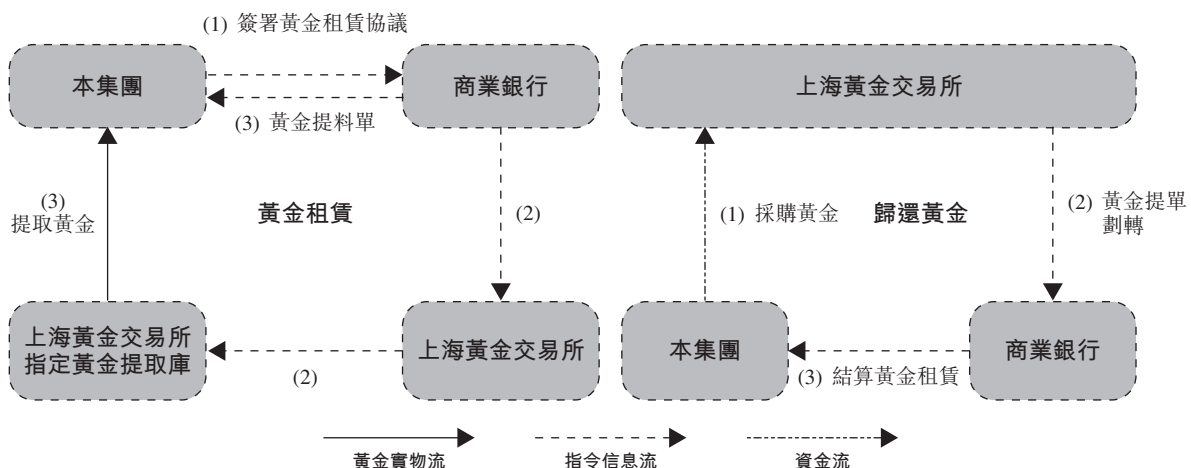 (1) 簽署黃金租賃協議
本集團
商業銀行
(3) 黃金提料單
(3)
提取黃金
黃金租賃
(2)
上海黃金交易所
指定黃金提取庫
(2)
上海黃金交易所
上海黃金交易所
(1) 採購黃金
歸還黃金
(2) 黃金提單
劃轉
本集團
(3) 結算黃金租賃
商業銀行
黃金實物流
指令信息流
資金流